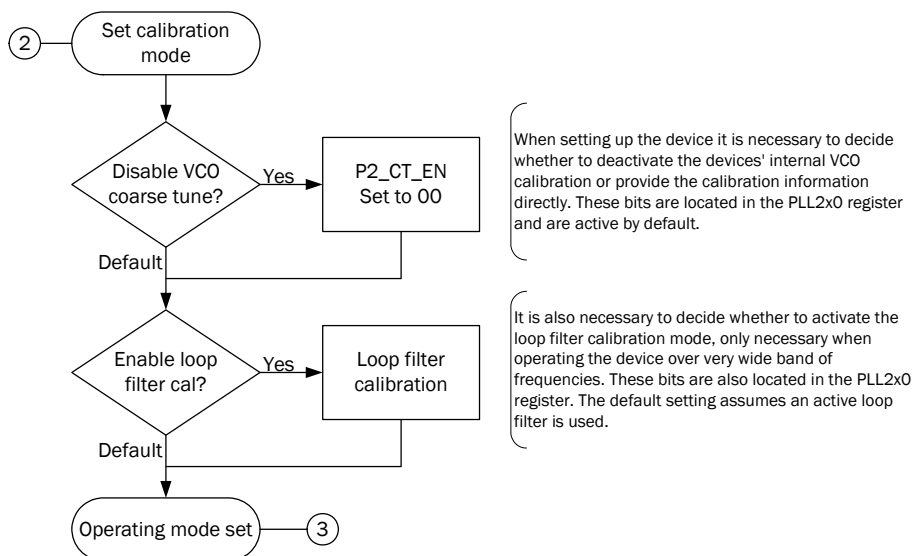 2
Set calibration
mode
Disable VCO
coarse tune?
Yes
P2_CT_EN
Set to 00
When setting up the device it is necessary to decide
whether to deactivate the devices' internal VCO
calibration or provide the calibration information
directly. These bits are located in the PLL2x0 register
and are active by default.
Default
Enable loop
filter cal?
Yes
Loop filter
calibration
It is also necessary to decide whether to activate the
loop filter calibration mode, only necessary when
operating the device over very wide band of
frequencies. These bits are also located in the PLL2x0
register. The default setting assumes an active loop
filter is used.
Default
Operating mode set
3